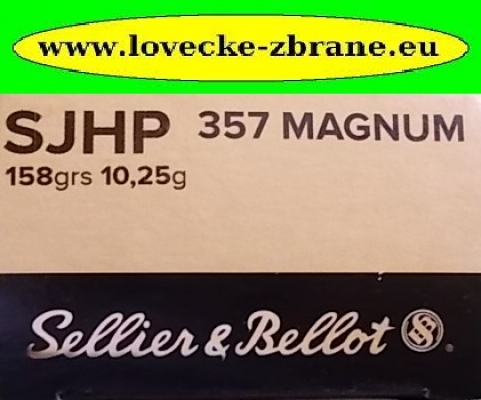 www.lovecke-zbrane.eu
SJHP 357 MAGNUM
158grs 10,25g
Sellier & Bellot